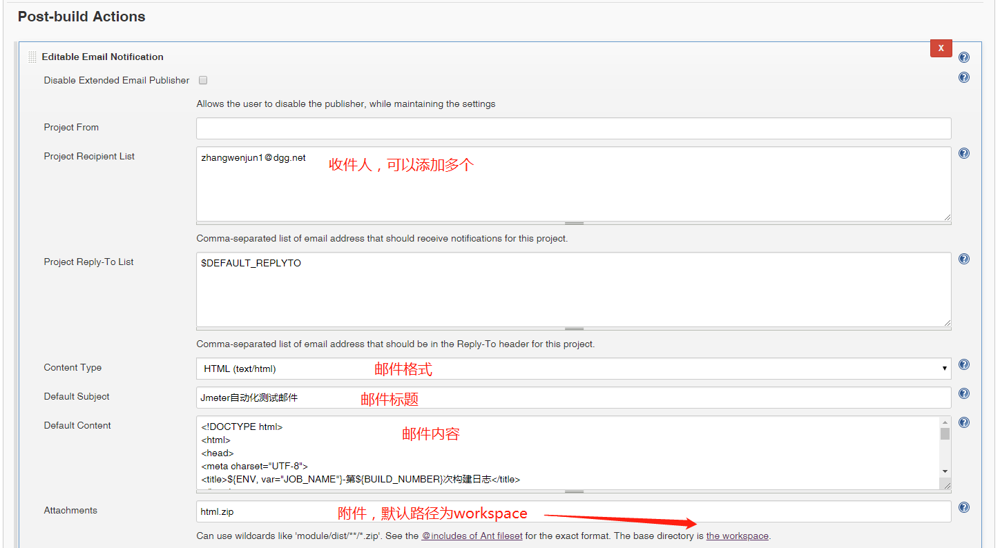 Post-build Actions
Editable Email Notification
X
Disable Extended Email Publisher
Allows the user to disable the publisher, while maintaining the settings
Project From
Project Recipient List
zhangwenjun1@dgg.net
收件人，可以添加多个
Comma-separated list of email address that should receive notifications for this project.
Project Reply-To List
$DEFAULT_REPLYTO
Comma-separated list of email address that should be in the Reply-To header for this project.
Content Type
HTML (text/html)
邮件格式
Default Subject
Jmeter自动化测试邮件
邮件标题
Default Content
<!DOCTYPE html>
<html>
<head>
<meta charset="UTF-8">
<title>${ENV, var="JOB_NAME"}-第${BUILD_NUMBER}次构建日志</title>
邮件内容
Attachments
html.zip
附件，默认路径为workspace
Can use wildcards like 'module/dist/**/*.zip'. See the @includes of Ant fileset for the exact format. The base directory is the workspace.